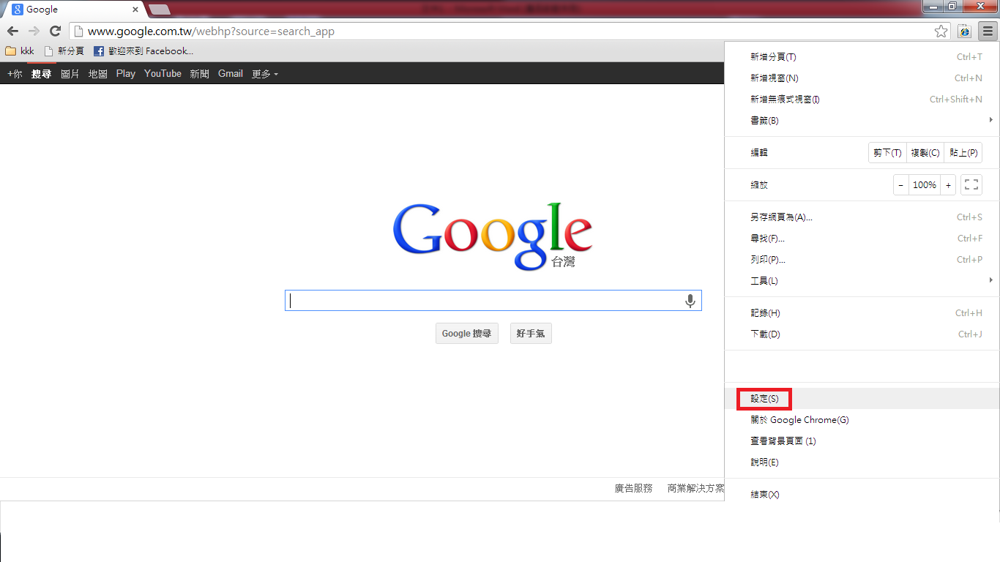 Google
www.google.com.tw/webhp?source=search_app
kkk 新分頁 歡迎來到 Facebook...
+你 搜尋 圖片 地圖 Play YouTube 新聞 Gmail 更多
新增分頁(T) Ctrl+T
新增視窗(N) Ctrl+N
新增無痕式視窗(I) Ctrl+Shift+N
書籤(B)
編輯 剪下(T) 複製(C) 貼上(P)
縮放 - 100% +
另存網頁為(A)... Ctrl+S
尋找(F)... Ctrl+F
列印(P)... Ctrl+P
工具(L)
記錄(H) Ctrl+H
下載(D) Ctrl+J
設定(S)
關於 Google Chrome(G)
查看背景頁面 (1)
說明(E)
結束(X)
Google
台灣
Google 搜尋 好手氣
廣告服務 商業解決方案